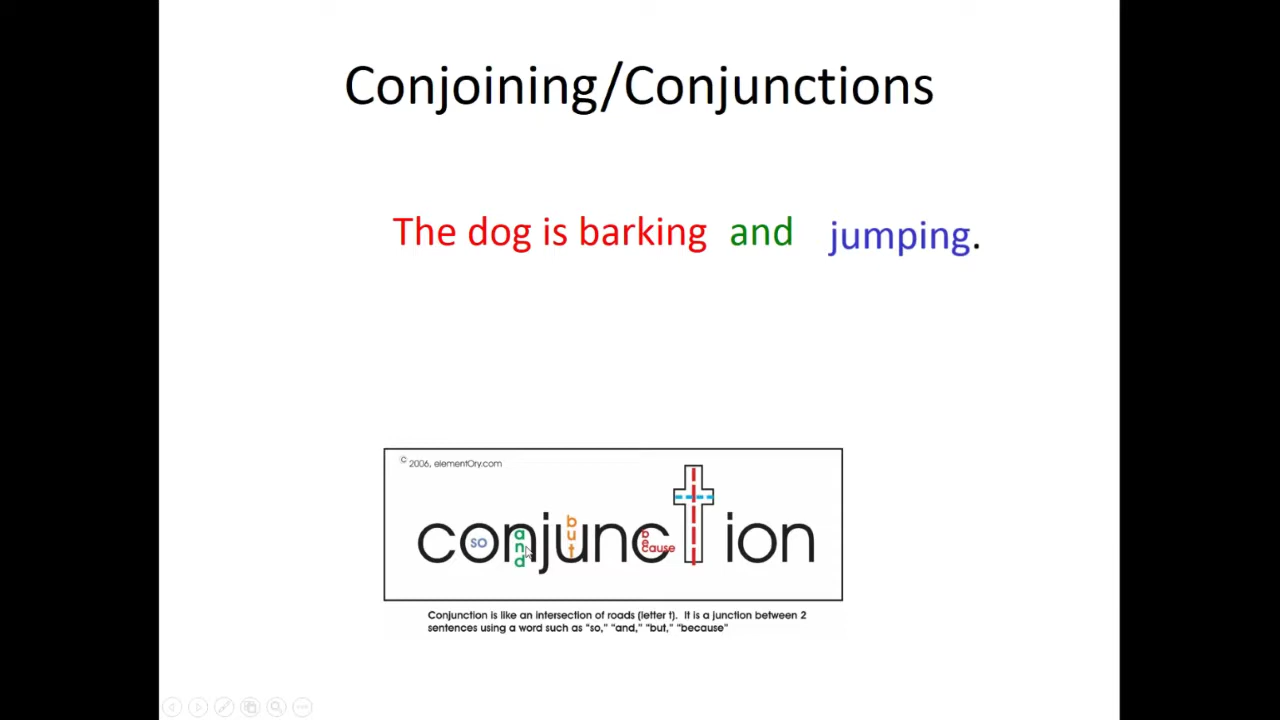 Conjoining/Conjunctions
The dog is barking and jumping.
© 2006, elementOry.com
conjunction
so
and
but
because
Conjunction is like an intersection of roads (letter t). It is a junction between 2
sentences using a word such as "so," "and," "but," "because"